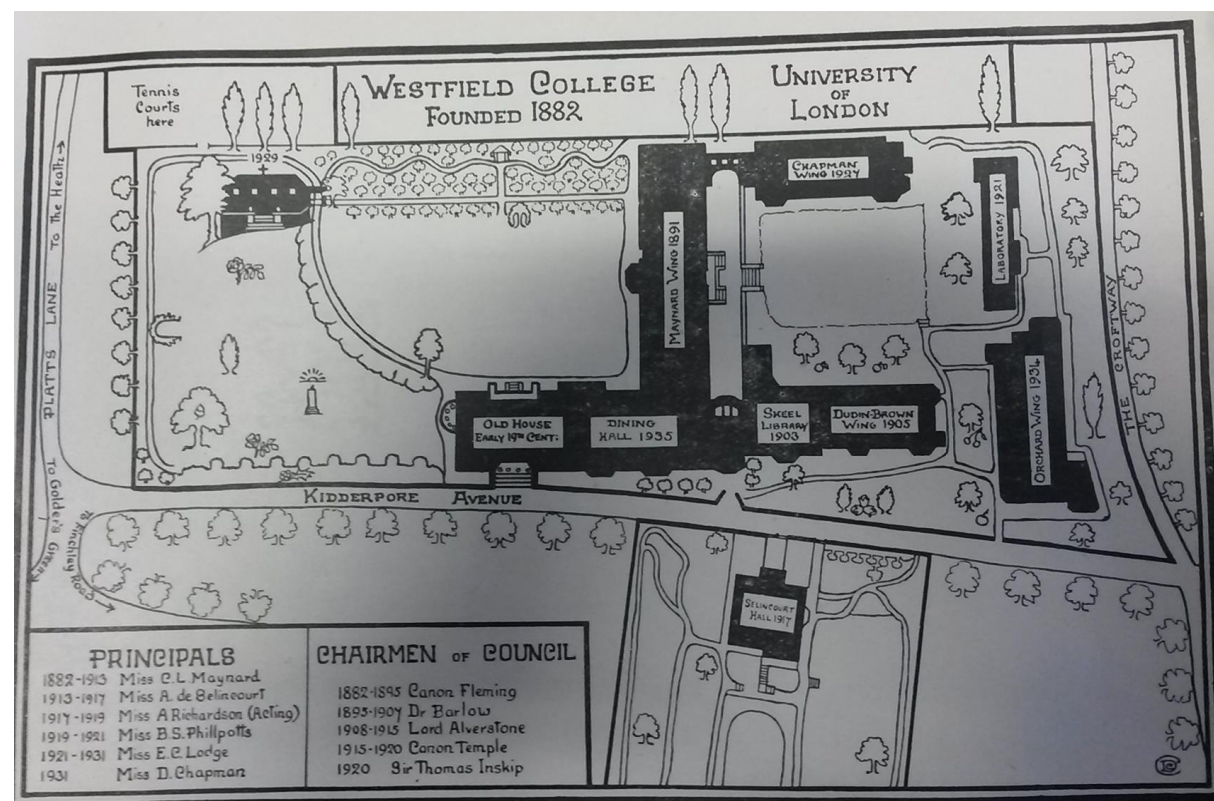 Tennis
Courts
here
WESTFIELD COLLEGE
FOUNDED 1882
UNIVERSITY
OF
LONDON
1929
CHAPMAN
WING 1927
LABORATORY 1921
MAYNARD WING 1891
PLATTS LANE TO THE HEATH
TO GOLDERS GREEN
TO FINCHLEY ROAD
OLD HOUSE
EARLY 19TH CENT:
DINING
HALL 1935
SKEEL
LIBRARY
1903
DUDIN-BROWN
WING 1905
ORCHARD WING 1934
THE CROFTWAY
KIDDERPORE AVENUE
SELINCOURT
HALL 1917
PRINCIPALS
1882-1913 Miss C.L. Maynard
1913-1917 Miss A. de Selincourt
1917-1919 Miss A Richardson (Acting)
1919-1921 Miss B.S. Phillpotts
1921-1931 Miss E.C. Lodge
1931 Miss D. Chapman
CHAIRMEN OF COUNCIL
1882-1895 Canon Fleming
1895-1907 Dr Barlow
1908-1915 Lord Alverstone
1915-1920 Canon Temple
1920 Sir Thomas Inskip